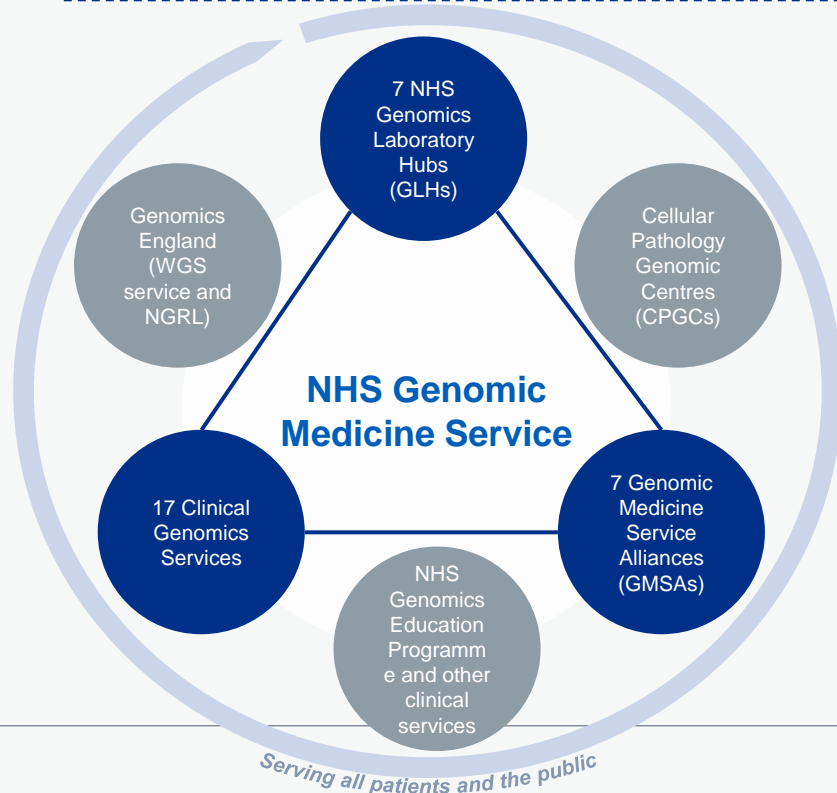 7 NHS
Genomics
Laboratory
Hubs
(GLHs)
Genomics
England
(WGS
service and
NGRL)
Cellular
Pathology
Genomic
Centres
(CPGCs)
NHS Genomic
Medicine Service
17 Clinical
Genomics
Services
7 Genomic
Medicine
Service
Alliances
(GMSAs)
NHS
Genomics
Education
Programm
e and other
clinical
services
Serving all patients and the public